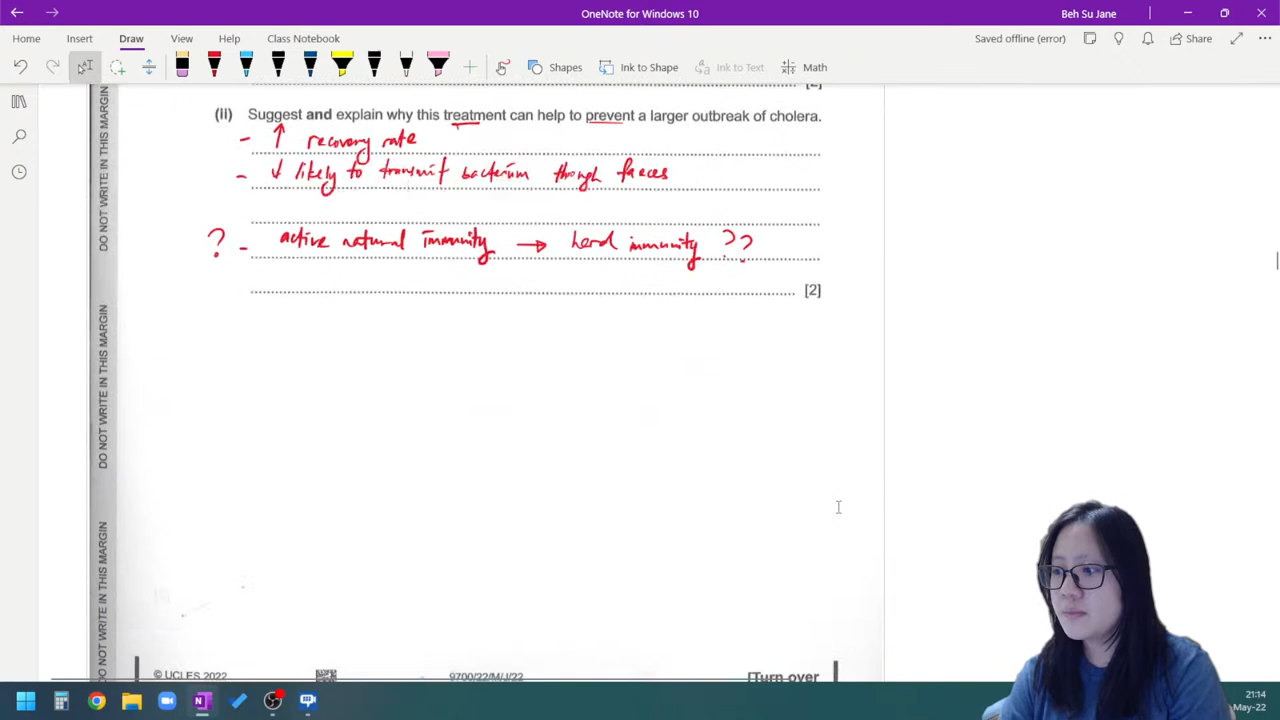 OneNote for Windows 10
Beh Su Jane
Home Insert Draw View Help Class Notebook
Saved offline (error) Share
Shapes Ink to Shape Ink to Text Math
[2]
(ii) Suggest and explain why this treatment can help to prevent a larger outbreak of cholera.
- ↑ recovery rate
- ↓ likely to transmit bacterium though faeces
? - active natural immunity → herd immunity ??
[2]
DO NOT WRITE IN THIS MARGIN
DO NOT WRITE IN THIS MARGIN
DO NOT WRITE IN THIS MARGIN
© UCLES 2022
9700/22/M/J/22
[Turn over
21:14
May-22